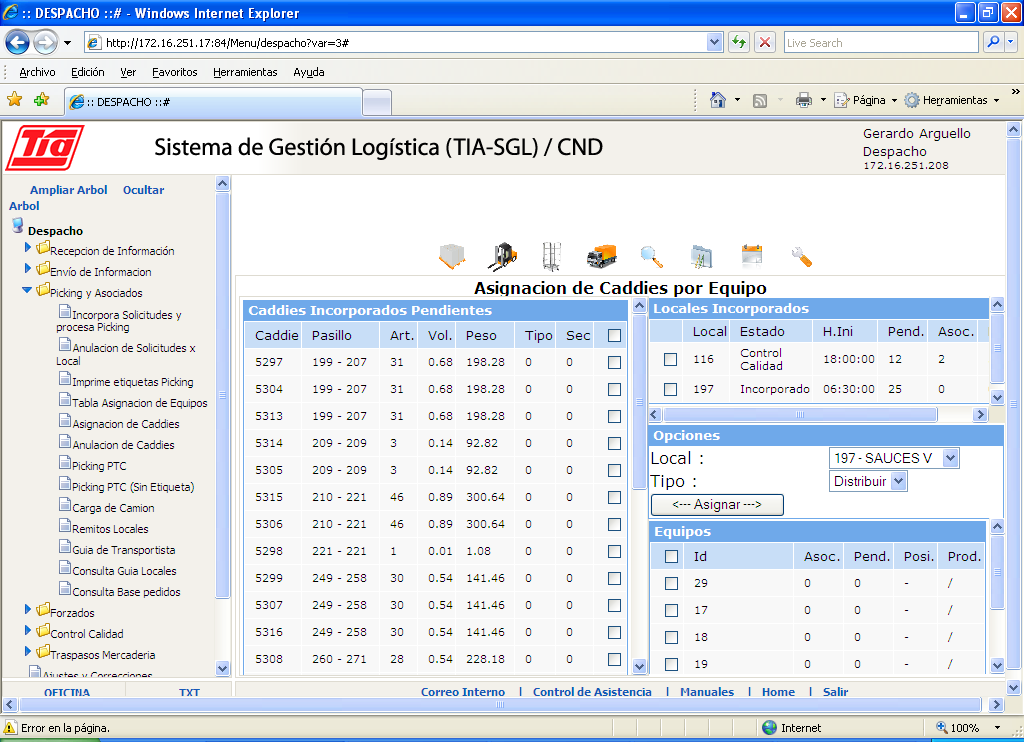 :: DESPACHO ::# - Windows Internet Explorer
http://172.16.251.17:84/Menu/despacho?var=3#
Live Search
Archivo Edición Ver Favoritos Herramientas Ayuda
:: DESPACHO ::#
Página
Herramientas
»
Tia
Sistema de Gestión Logística (TIA-SGL) / CND
Gerardo Arguello
Despacho
172.16.251.208
Ampliar Arbol Ocultar
Arbol
Despacho
Recepcion de Información
Envío de Informacion
Picking y Asociados
Incorpora Solicitudes y
procesa Picking
Anulacion de Solicitudes x
Local
Imprime etiquetas Picking
Tabla Asignacion de Equipos
Asignacion de Caddies
Anulacion de Caddies
Picking PTC
Picking PTC (Sin Etiqueta)
Carga de Camion
Remitos Locales
Guia de Transportista
Consulta Guia Locales
Consulta Base pedidos
Forzados
Control Calidad
Traspasos Mercaderia
Ajustes y Correcciones
OFICINA TXT
Asignacion de Caddies por Equipo
Caddies Incorporados Pendientes
Caddie Pasillo Art. Vol. Peso Tipo Sec
5297 199 - 207 31 0.68 198.28 0 0
5304 199 - 207 31 0.68 198.28 0 0
5313 199 - 207 31 0.68 198.28 0 0
5314 209 - 209 3 0.14 92.82 0 0
5305 209 - 209 3 0.14 92.82 0 0
5315 210 - 221 46 0.89 300.64 0 0
5306 210 - 221 46 0.89 300.64 0 0
5298 221 - 221 1 0.01 1.08 0 0
5299 249 - 258 30 0.54 141.46 0 0
5307 249 - 258 30 0.54 141.46 0 0
5316 249 - 258 30 0.54 141.46 0 0
5308 260 - 271 28 0.54 228.18 0 0
Locales Incorporados
Local Estado H.Ini Pend. Asoc.
116 Control Calidad 18:00:00 12 2
197 Incorporado 06:30:00 25 0
Opciones
Local : 197 - SAUCES V
Tipo : Distribuir
<--- Asignar --->
Equipos
Id Asoc. Pend. Posi. Prod.
29 0 0 - /
17 0 0 - /
18 0 0 - /
19 0 0 - /
Correo Interno | Control de Asistencia | Manuales | Home | Salir
Error en la página.
Internet
100%